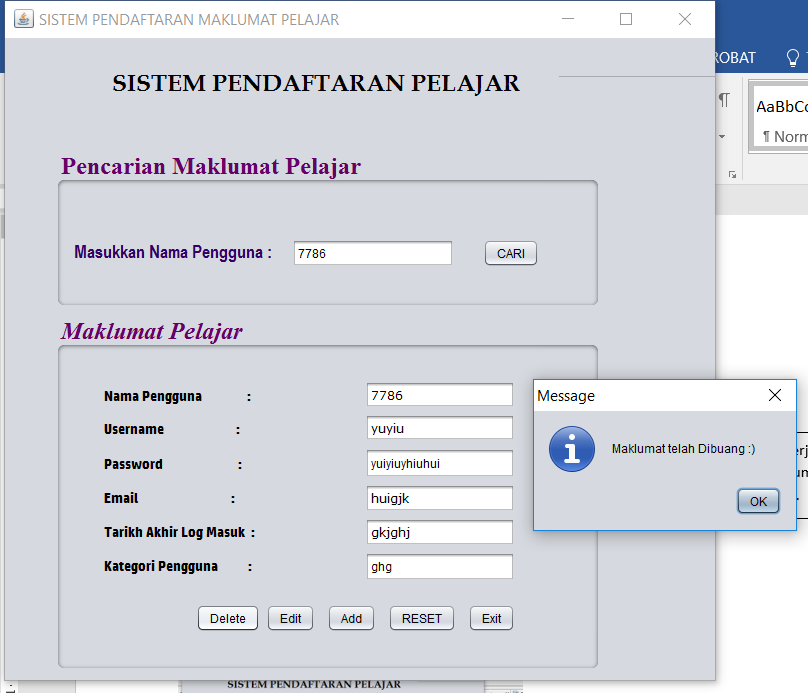 SISTEM PENDAFTARAN MAKLUMAT PELAJAR
ROBAT
SISTEM PENDAFTARAN PELAJAR
¶
AaBbCc
¶ Norm
Pencarian Maklumat Pelajar
Masukkan Nama Pengguna : 7786 CARI
Maklumat Pelajar
Nama Pengguna : 7786
Username : yuyiu
Password : yuiyiuyhiuhui
Email : huigjk
Tarikh Akhir Log Masuk : gkjghj
Kategori Pengguna : ghg
Delete Edit Add RESET Exit
Message
Maklumat telah Dibuang :)
OK
SISTEM PENDAFTARAN PELAJAR